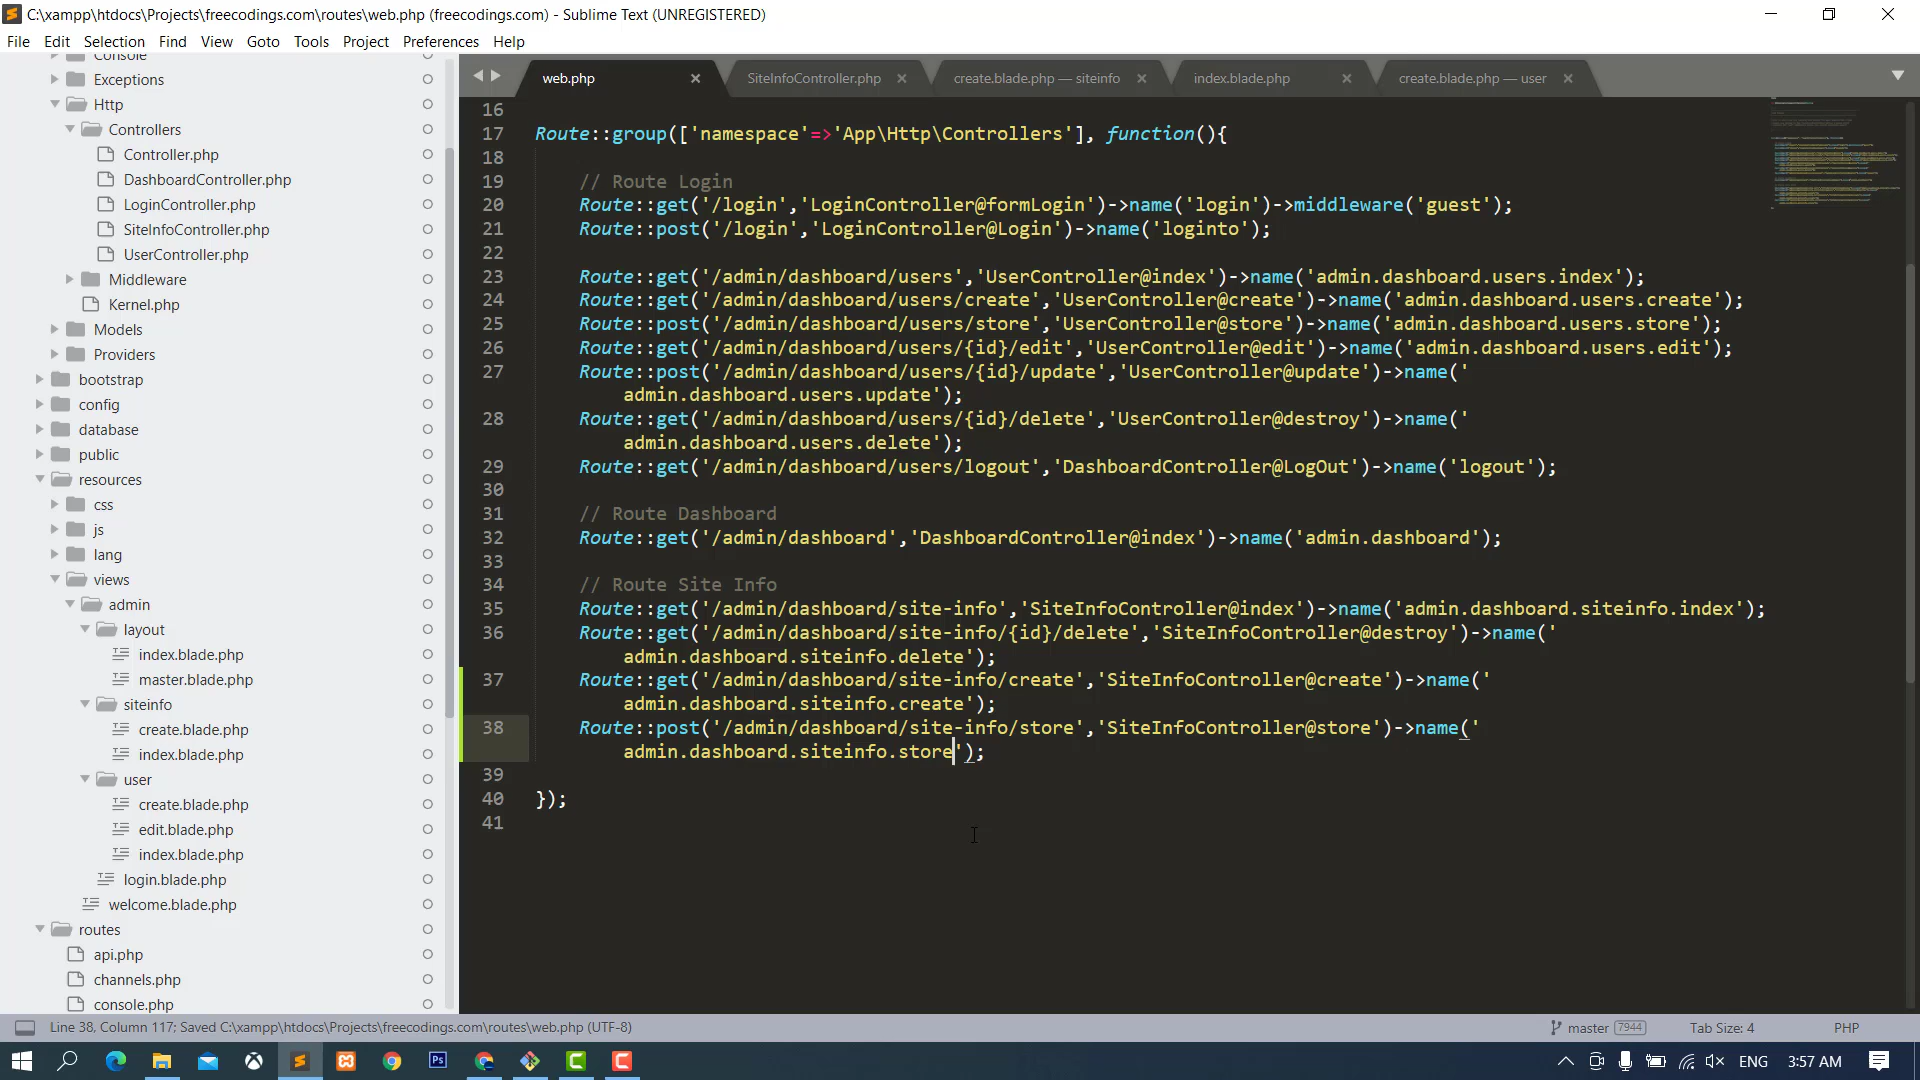 C:\xampp\htdocs\Projects\freecodings.com\routes\web.php (freecodings.com) - Sublime Text (UNREGISTERED)
File Edit Selection Find View Goto Tools Project Preferences Help
Console
Exceptions
Http
Controllers
Controller.php
DashboardController.php
LoginController.php
SiteInfoController.php
UserController.php
Middleware
Kernel.php
Models
Providers
bootstrap
config
database
public
resources
css
js
lang
views
admin
layout
index.blade.php
master.blade.php
siteinfo
create.blade.php
index.blade.php
user
create.blade.php
edit.blade.php
index.blade.php
login.blade.php
welcome.blade.php
routes
api.php
channels.php
console.php
web.php SiteInfoController.php create.blade.php — siteinfo index.blade.php create.blade.php — user
16
17 Route::group(['namespace'=>'App\Http\Controllers'], function(){
18
19 // Route Login
20 Route::get('/login','LoginController@formLogin')->name('login')->middleware('guest');
21 Route::post('/login','LoginController@Login')->name('loginto');
22
23 Route::get('/admin/dashboard/users','UserController@index')->name('admin.dashboard.users.index');
24 Route::get('/admin/dashboard/users/create','UserController@create')->name('admin.dashboard.users.create');
25 Route::post('/admin/dashboard/users/store','UserController@store')->name('admin.dashboard.users.store');
26 Route::get('/admin/dashboard/users/{id}/edit','UserController@edit')->name('admin.dashboard.users.edit');
27 Route::post('/admin/dashboard/users/{id}/update','UserController@update')->name('
admin.dashboard.users.update');
28 Route::get('/admin/dashboard/users/{id}/delete','UserController@destroy')->name('
admin.dashboard.users.delete');
29 Route::get('/admin/dashboard/users/logout','DashboardController@LogOut')->name('logout');
30
31 // Route Dashboard
32 Route::get('/admin/dashboard','DashboardController@index')->name('admin.dashboard');
33
34 // Route Site Info
35 Route::get('/admin/dashboard/site-info','SiteInfoController@index')->name('admin.dashboard.siteinfo.index');
36 Route::get('/admin/dashboard/site-info/{id}/delete','SiteInfoController@destroy')->name('
admin.dashboard.siteinfo.delete');
37 Route::get('/admin/dashboard/site-info/create','SiteInfoController@create')->name('
admin.dashboard.siteinfo.create');
38 Route::post('/admin/dashboard/site-info/store','SiteInfoController@store')->name('
admin.dashboard.siteinfo.store');
39
40 });
41
Line 38, Column 117; Saved C:\xampp\htdocs\Projects\freecodings.com\routes\web.php (UTF-8) master 7944 Tab Size: 4 PHP
Ps ENG 3:57 AM